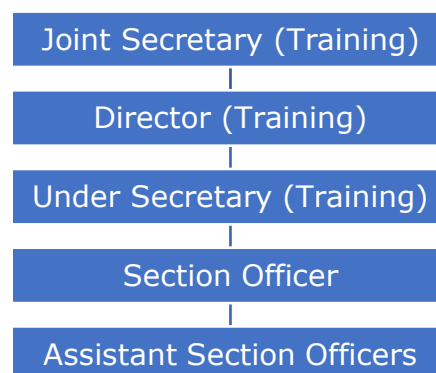 Joint Secretary (Training)
Director (Training)
Under Secretary (Training)
Section Officer
Assistant Section Officers